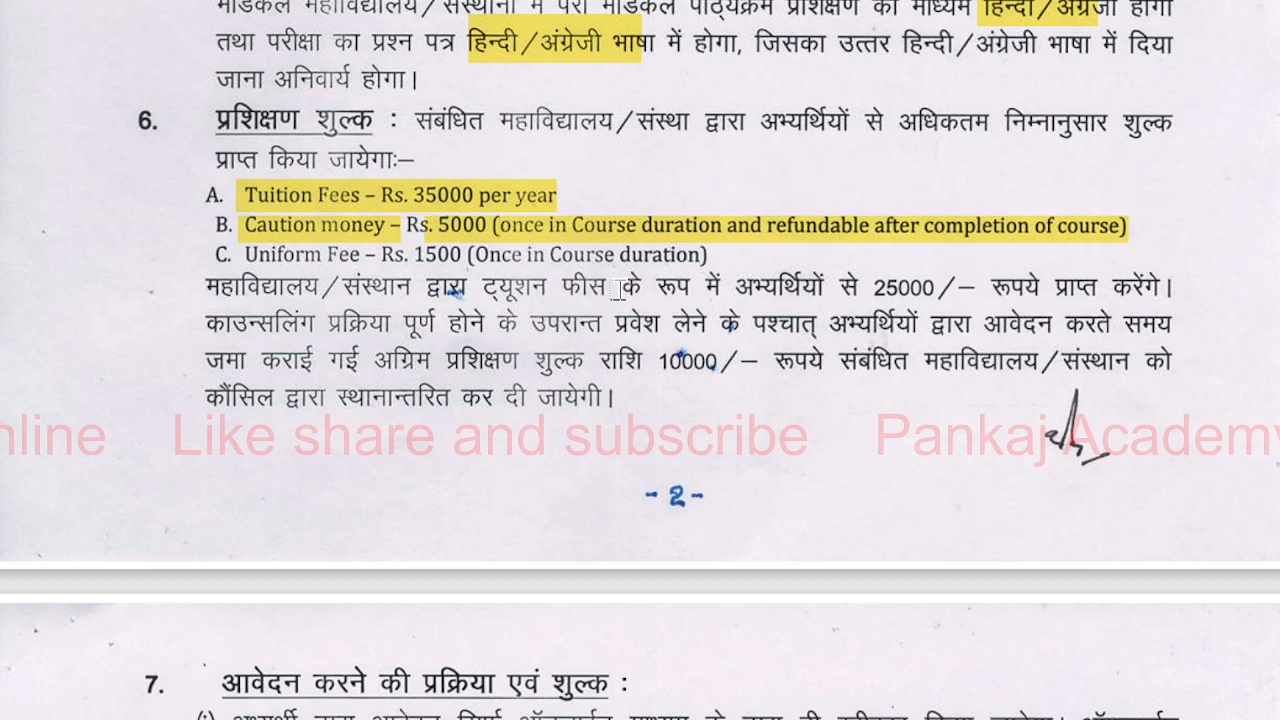 मेडिकल महाविद्यालय/संस्थानों में पैरा मेडिकल पाठ्यक्रम प्रशिक्षण का माध्यम हिन्दी/अंग्रेजी होगा
तथा परीक्षा का प्रश्न पत्र हिन्दी/अंग्रेजी भाषा में होगा, जिसका उत्तर हिन्दी/अंग्रेजी भाषा में दिया
जाना अनिवार्य होगा।
6. प्रशिक्षण शुल्क : संबंधित महाविद्यालय/संस्था द्वारा अभ्यर्थियों से अधिकतम निम्नानुसार शुल्क
प्राप्त किया जायेगाः–
A. Tuition Fees – Rs. 35000 per year
B. Caution money – Rs. 5000 (once in Course duration and refundable after completion of course)
C. Uniform Fee – Rs. 1500 (Once in Course duration)
महाविद्यालय/संस्थान द्वारा ट्यूशन फीस के रूप में अभ्यर्थियों से 25000/– रूपये प्राप्त करेंगे।
काउन्सलिंग प्रक्रिया पूर्ण होने के उपरान्त प्रवेश लेने के पश्चात् अभ्यर्थियों द्वारा आवेदन करते समय
जमा कराई गई अग्रिम प्रशिक्षण शुल्क राशि 10000/– रूपये संबंधित महाविद्यालय/संस्थान को
कौंसिल द्वारा स्थानान्तरित कर दी जायेगी।
nline Like share and subscribe Pankaj Academy
- 2 -
7. आवेदन करने की प्रक्रिया एवं शुल्क :